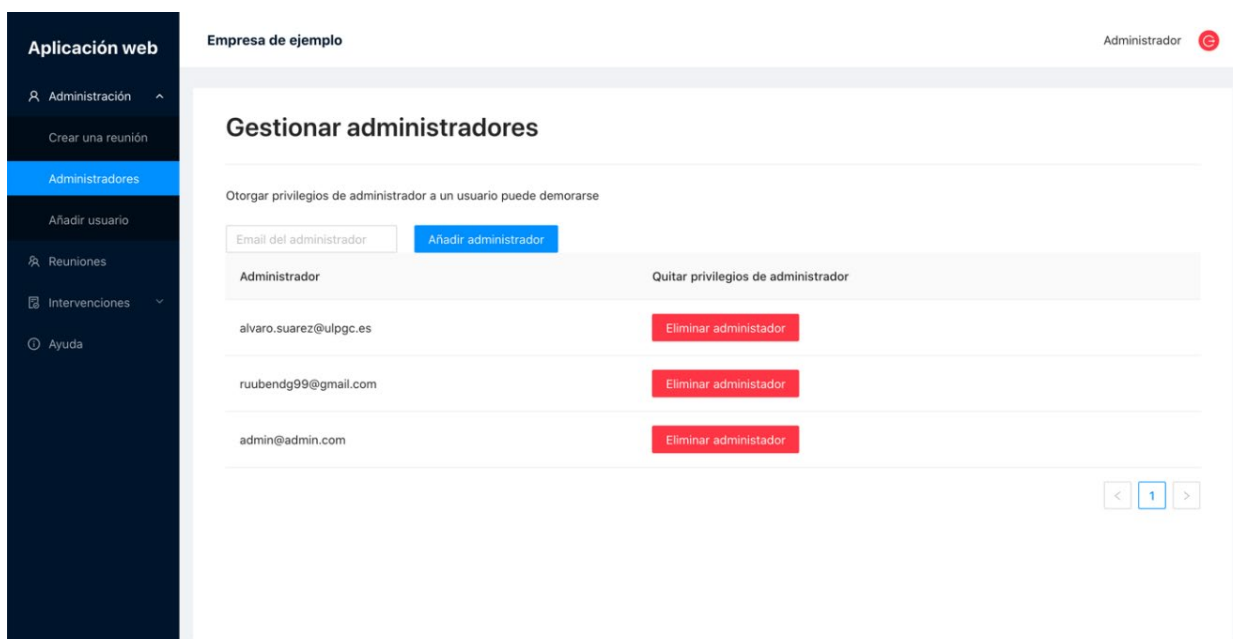 Aplicación web
Empresa de ejemplo
Administrador
Administración
Crear una reunión
Administradores
Añadir usuario
Reuniones
Intervenciones
Ayuda
Gestionar administradores
Otorgar privilegios de administrador a un usuario puede demorarse
Email del administrador
Añadir administrador
Administrador
Quitar privilegios de administrador
alvaro.suarez@ulpgc.es
Eliminar administador
ruubendg99@gmail.com
Eliminar administador
admin@admin.com
Eliminar administador
< 1 >